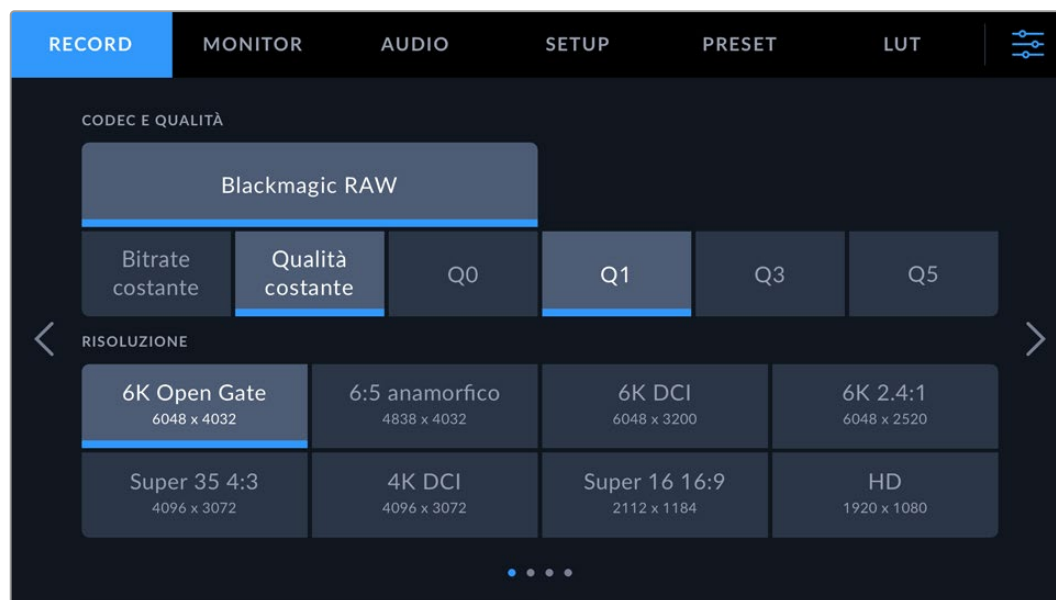 RECORD MONITOR AUDIO SETUP PRESET LUT
CODEC E QUALITÀ
Blackmagic RAW
Bitrate costante
Qualità costante
Q0
Q1
Q3
Q5
RISOLUZIONE
6K Open Gate
6048 x 4032
6:5 anamorfico
4838 x 4032
6K DCI
6048 x 3200
6K 2.4:1
6048 x 2520
Super 35 4:3
4096 x 3072
4K DCI
4096 x 3072
Super 16 16:9
2112 x 1184
HD
1920 x 1080